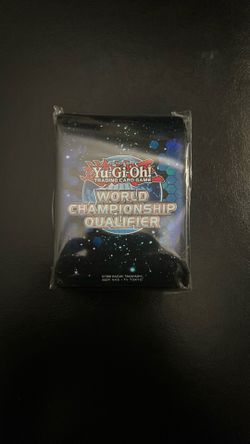 Yu-Gi-Oh!
TRADING CARD GAME
WORLD
CHAMPIONSHIP
QUALIFIER